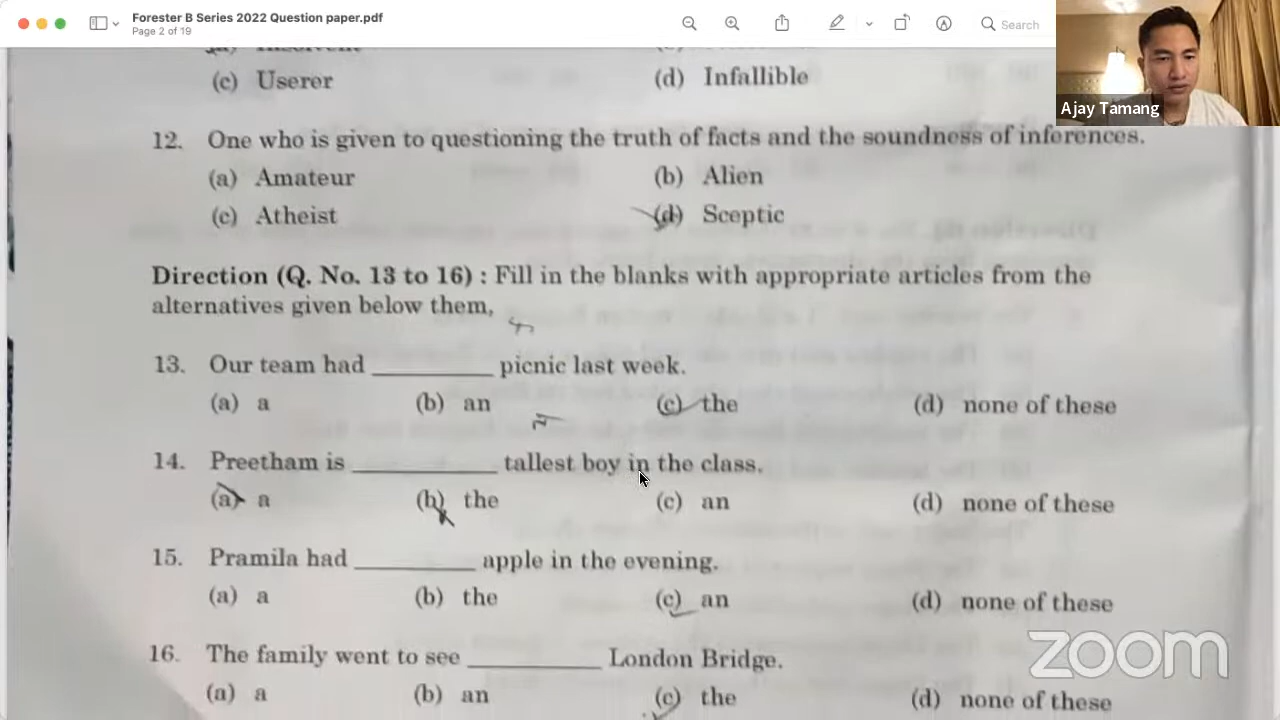 Forester B Series 2022 Question paper.pdf
Page 2 of 19
Search
Ajay Tamang
(c) Userer (d) Infallible
12. One who is given to questioning the truth of facts and the soundness of inferences.
(a) Amateur (b) Alien
(c) Atheist (d) Sceptic
Direction (Q. No. 13 to 16) : Fill in the blanks with appropriate articles from the
alternatives given below them,
13. Our team had ________ picnic last week.
(a) a (b) an (c) the (d) none of these
14. Preetham is ________ tallest boy in the class.
(a) a (b) the (c) an (d) none of these
15. Pramila had ________ apple in the evening.
(a) a (b) the (c) an (d) none of these
16. The family went to see ________ London Bridge.
(a) a (b) an (c) the (d) none of these
zoom